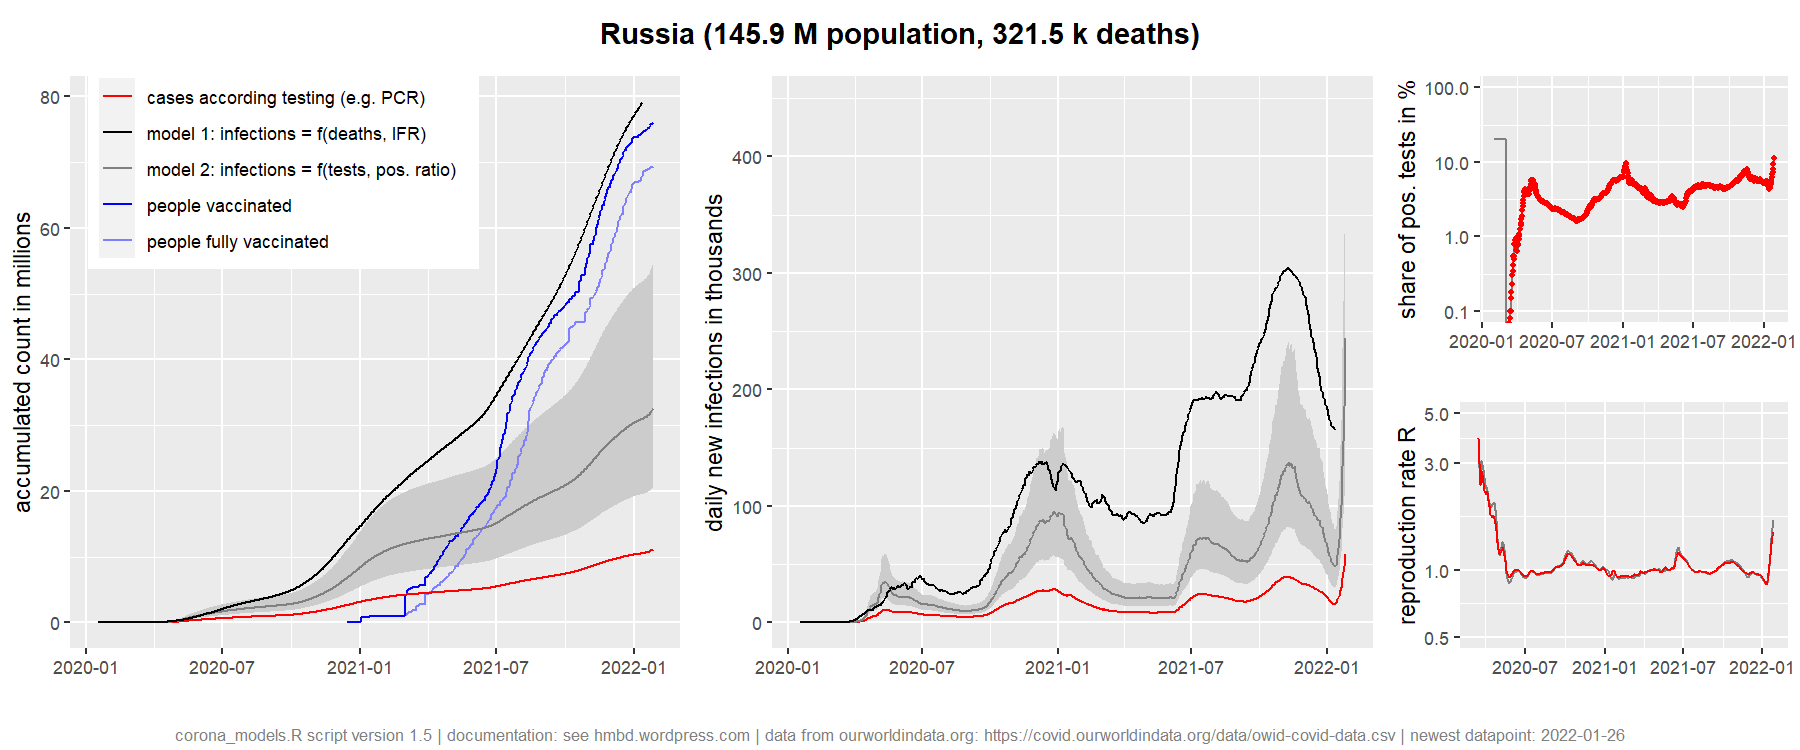 Russia (145.9 M population, 321.5 k deaths)
cases according testing (e.g. PCR)
model 1: infections = f(deaths, IFR)
model 2: infections = f(tests, pos. ratio)
people vaccinated
people fully vaccinated
accumulated count in millions
80
60
40
20
0
2020-01 2020-07 2021-01 2021-07 2022-01
daily new infections in thousands
400
300
200
100
0
2020-01 2020-07 2021-01 2021-07 2022-01
share of pos. tests in %
100.0
10.0
1.0
0.1
2020-01 2020-07 2021-01 2021-07 2022-01
reproduction rate R
5.0
3.0
1.0
0.5
2020-07 2021-01 2021-07 2022-01
corona_models.R script version 1.5 | documentation: see hmbd.wordpress.com | data from ourworldindata.org: https://covid.ourworldindata.org/data/owid-covid-data.csv | newest datapoint: 2022-01-26